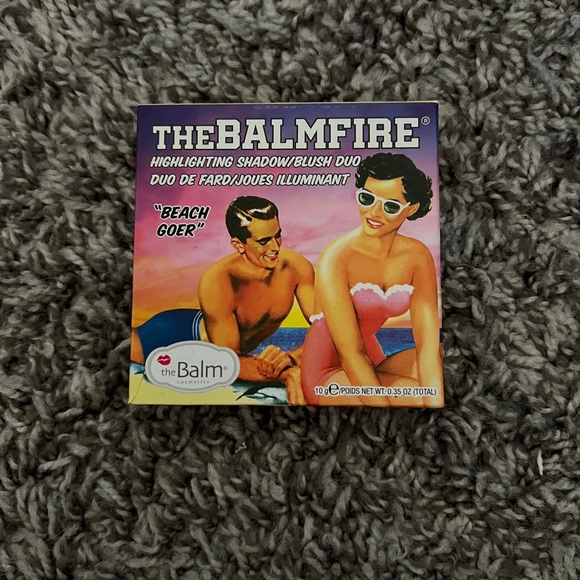 THEBALMFIRE®
HIGHLIGHTING SHADOW/BLUSH DUO
DUO DE FARD/JOUES ILLUMINANT
"BEACH
GOER"
theBalm®
cosmetics
10 g℮/POIDS NET WT. 0.35 OZ (TOTAL)